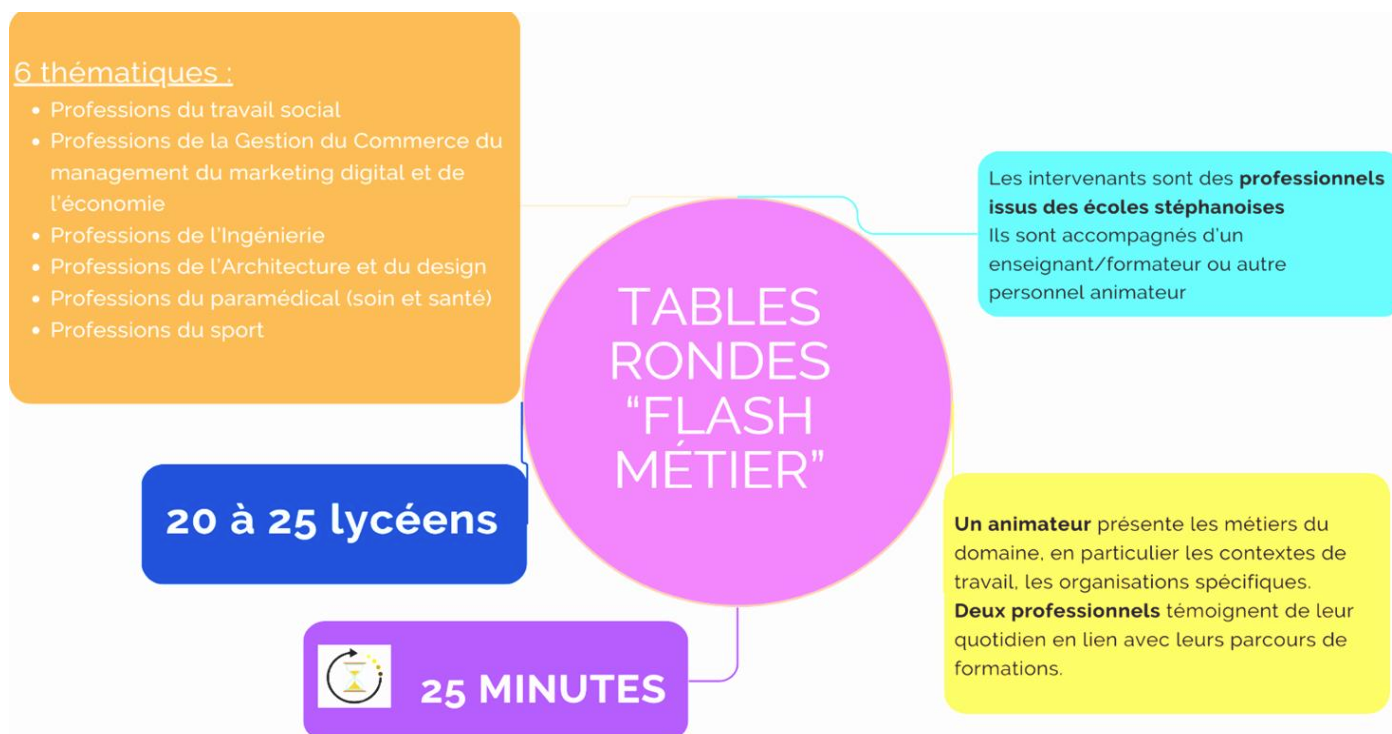 6 thématiques :
• Professions du travail social
• Professions de la Gestion du Commerce du
management du marketing digital et de
l'économie
• Professions de l'Ingénierie
• Professions de l'Architecture et du design
• Professions du paramédical (soin et santé)
• Professions du sport
20 à 25 lycéens
25 MINUTES
TABLES
RONDES
“FLASH
MÉTIER”
Les intervenants sont des professionnels
issus des écoles stéphanoises
Ils sont accompagnés d'un
enseignant/formateur ou autre
personnel animateur
Un animateur présente les métiers du
domaine, en particulier les contextes de
travail, les organisations spécifiques.
Deux professionnels témoignent de leur
quotidien en lien avec leurs parcours de
formations.